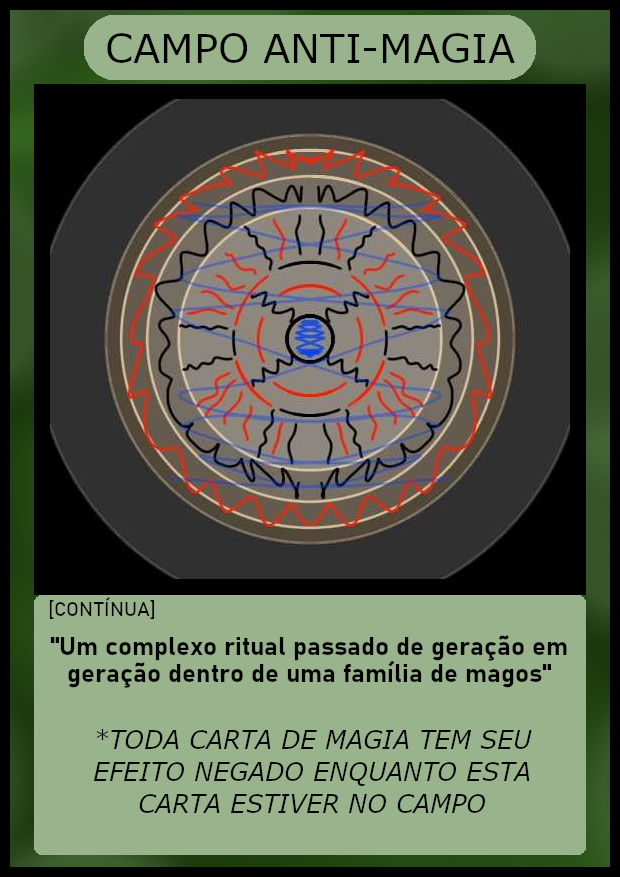 CAMPO ANTI-MAGIA
[CONTÍNUA]
"Um complexo ritual passado de geração em
geração dentro de uma família de magos"
*TODA CARTA DE MAGIA TEM SEU
EFEITO NEGADO ENQUANTO ESTA
CARTA ESTIVER NO CAMPO